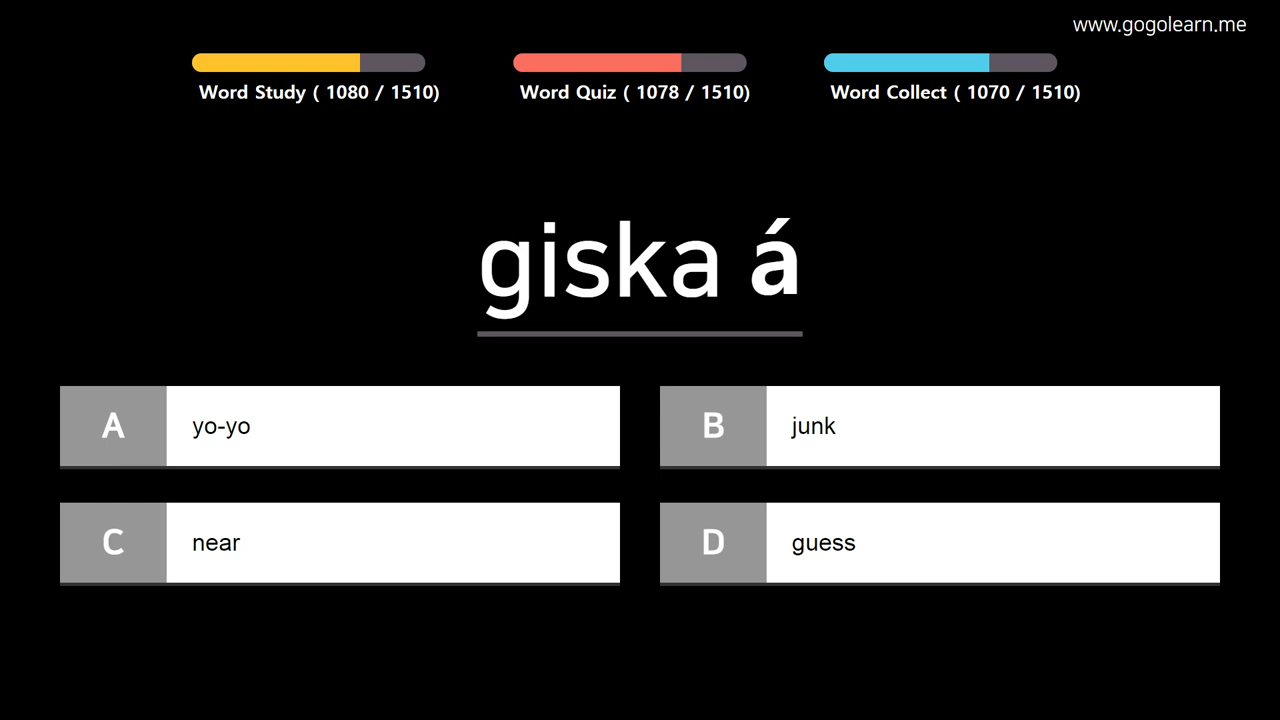 www.gogolearn.me
Word Study ( 1080 / 1510)
Word Quiz ( 1078 / 1510)
Word Collect ( 1070 / 1510)
giska á
A yo-yo
B junk
C near
D guess